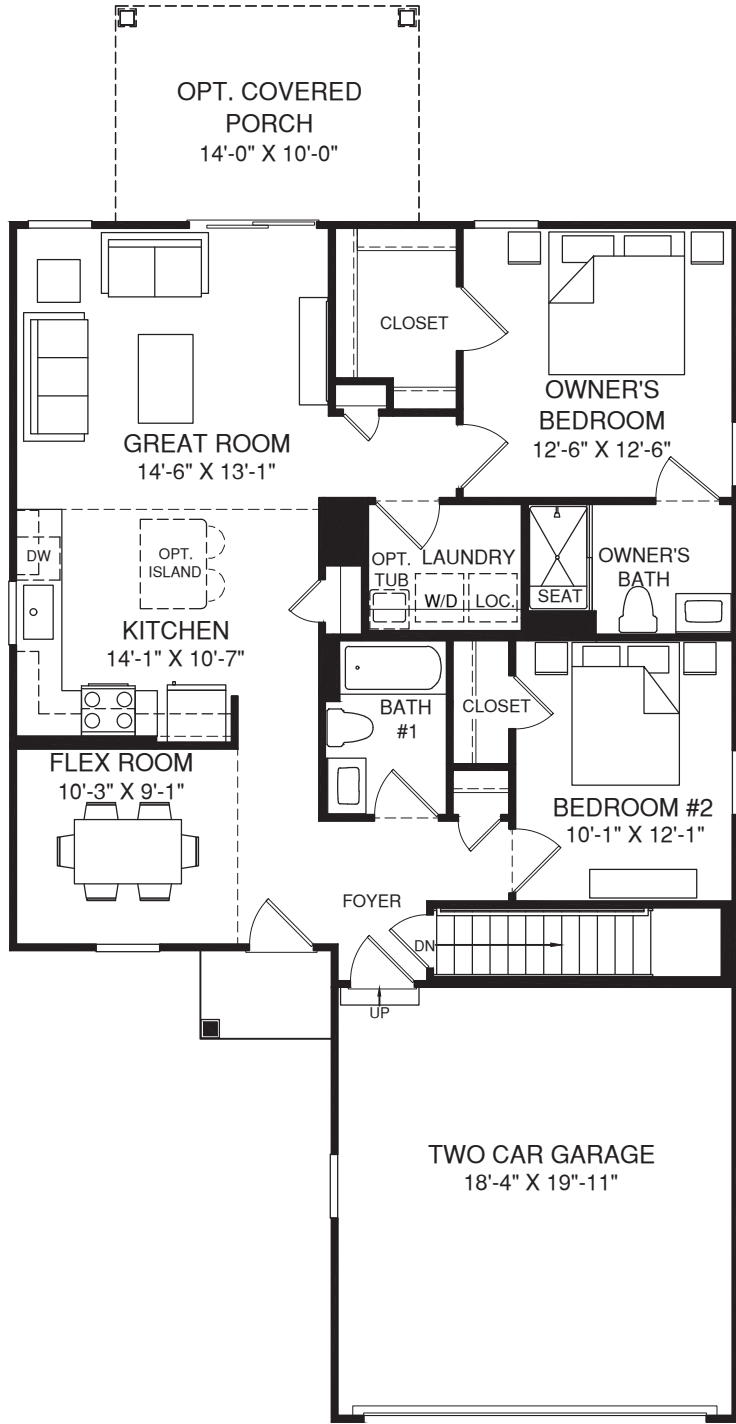 OPT. COVERED
PORCH
14'-0" X 10'-0"
CLOSET
OWNER'S
BEDROOM
12'-6" X 12'-6"
GREAT ROOM
14'-6" X 13'-1"
DW
OPT.
ISLAND
OPT.
TUB
LAUNDRY
W/D
LOC.
SEAT
OWNER'S
BATH
KITCHEN
14'-1" X 10'-7"
BATH
#1
CLOSET
FLEX ROOM
10'-3" X 9'-1"
BEDROOM #2
10'-1" X 12'-1"
FOYER
DN
UP
TWO CAR GARAGE
18'-4" X 19"-11"